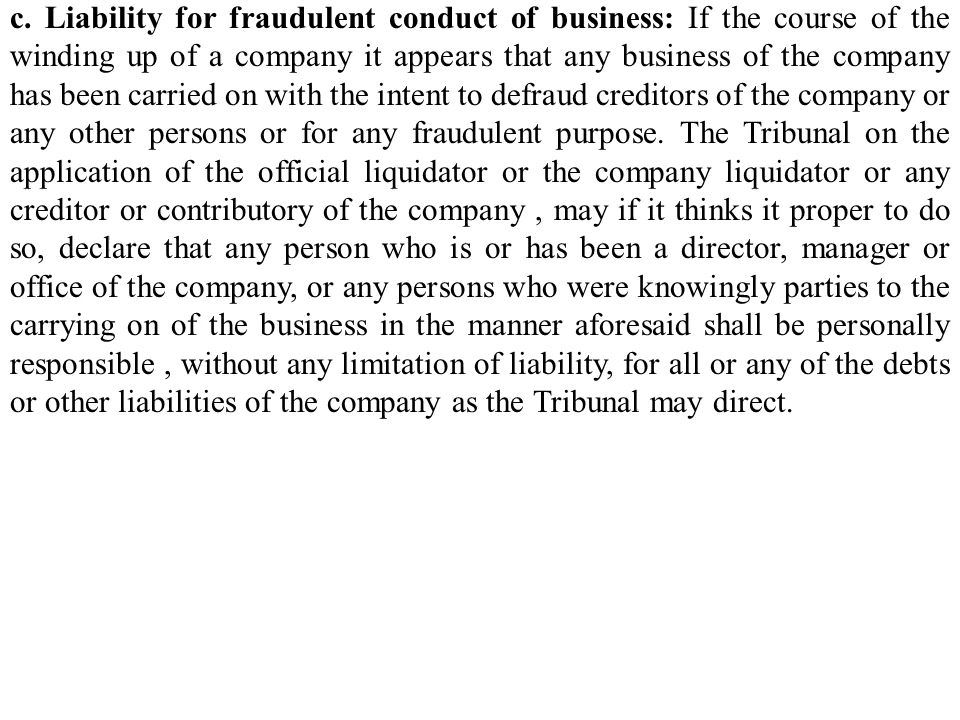 c. Liability for fraudulent conduct of business: If the course of the
winding up of a company it appears that any business of the company
has been carried on with the intent to defraud creditors of the company or
any other persons or for any fraudulent purpose. The Tribunal on the
application of the official liquidator or the company liquidator or any
creditor or contributory of the company , may if it thinks it proper to do
so, declare that any person who is or has been a director, manager or
office of the company, or any persons who were knowingly parties to the
carrying on of the business in the manner aforesaid shall be personally
responsible , without any limitation of liability, for all or any of the debts
or other liabilities of the company as the Tribunal may direct.